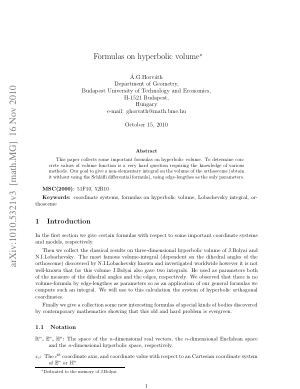 arXiv:1010.5321v3 [math.MG] 16 Nov 2010
Formulas on hyperbolic volume*
Á.G.Horváth
Department of Geometry,
Budapest University of Technology and Economics,
H-1521 Budapest,
Hungary
e-mail: ghorvath@math.bme.hu
October 15, 2010
Abstract
This paper collects some important formulas on hyperbolic volume. To determine con-
crete values of volume function is a very hard question requiring the knowledge of various
methods. Our goal to give a non-elementary integral on the volume of the orthosceme (obtain
it without using the Schläfli differential formula), using edge-lengthes as the only parameters.
MSC(2000): 51F10, 52B10
Keywords: coordinate systems, formulas on hyperbolic volume, Lobachevsky integral, or-
thosceme
1 Introduction
In the first section we give certain formulas with respect to some important coordinate systems
and models, respectively.
Then we collect the classical results on three-dimensional hyperbolic volume of J.Bolyai and
N.I.Lobachevsky. The most famous volume-integral (dependent on the dihedral angles of the
orthosceme) discovered by N.I.Lobachevsky known and investigated worldwide however it is not
well-known that for this volume J.Bolyai also gave two integrals. He used as parameters both
of the measure of the dihedral angles and the edges, respectively. We observed that there is no
volume-formula by edge-lengthes as parameters so as an application of our general formulas we
compute such an integral. We will use to this calculation the system of hyperbolic orthogonal
coordinates.
Finally we give a collection some new interesting formulas of special kinds of bodies discovered
by contemporary mathematics showing that this old and hard problem is evergreen.
1.1 Notation
ℝⁿ, 𝔼ⁿ, ℍⁿ: The space of the n-dimensional real vectors, the n-dimensional Euclidean space
and the n-dimensional hyperbolic space, respectively.
xᵢ: The iᵗʰ coordinate axis, and coordinate value with respect to an Cartesian coordinate system
of 𝔼ⁿ or ℍⁿ
*Dedicated to the memory of J.Bolyai
1